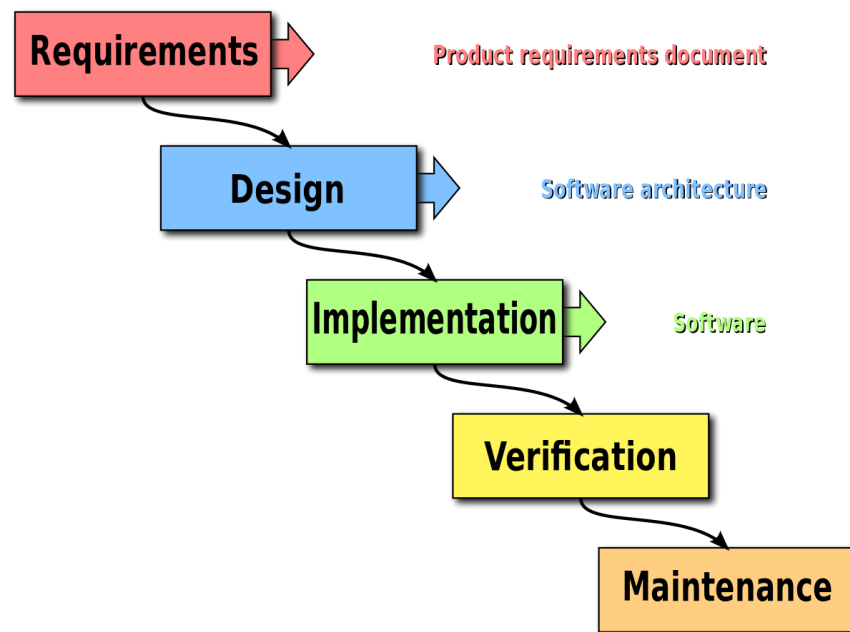 Requirements
Product requirements document
Design
Software architecture
Implementation
Software
Verification
Maintenance